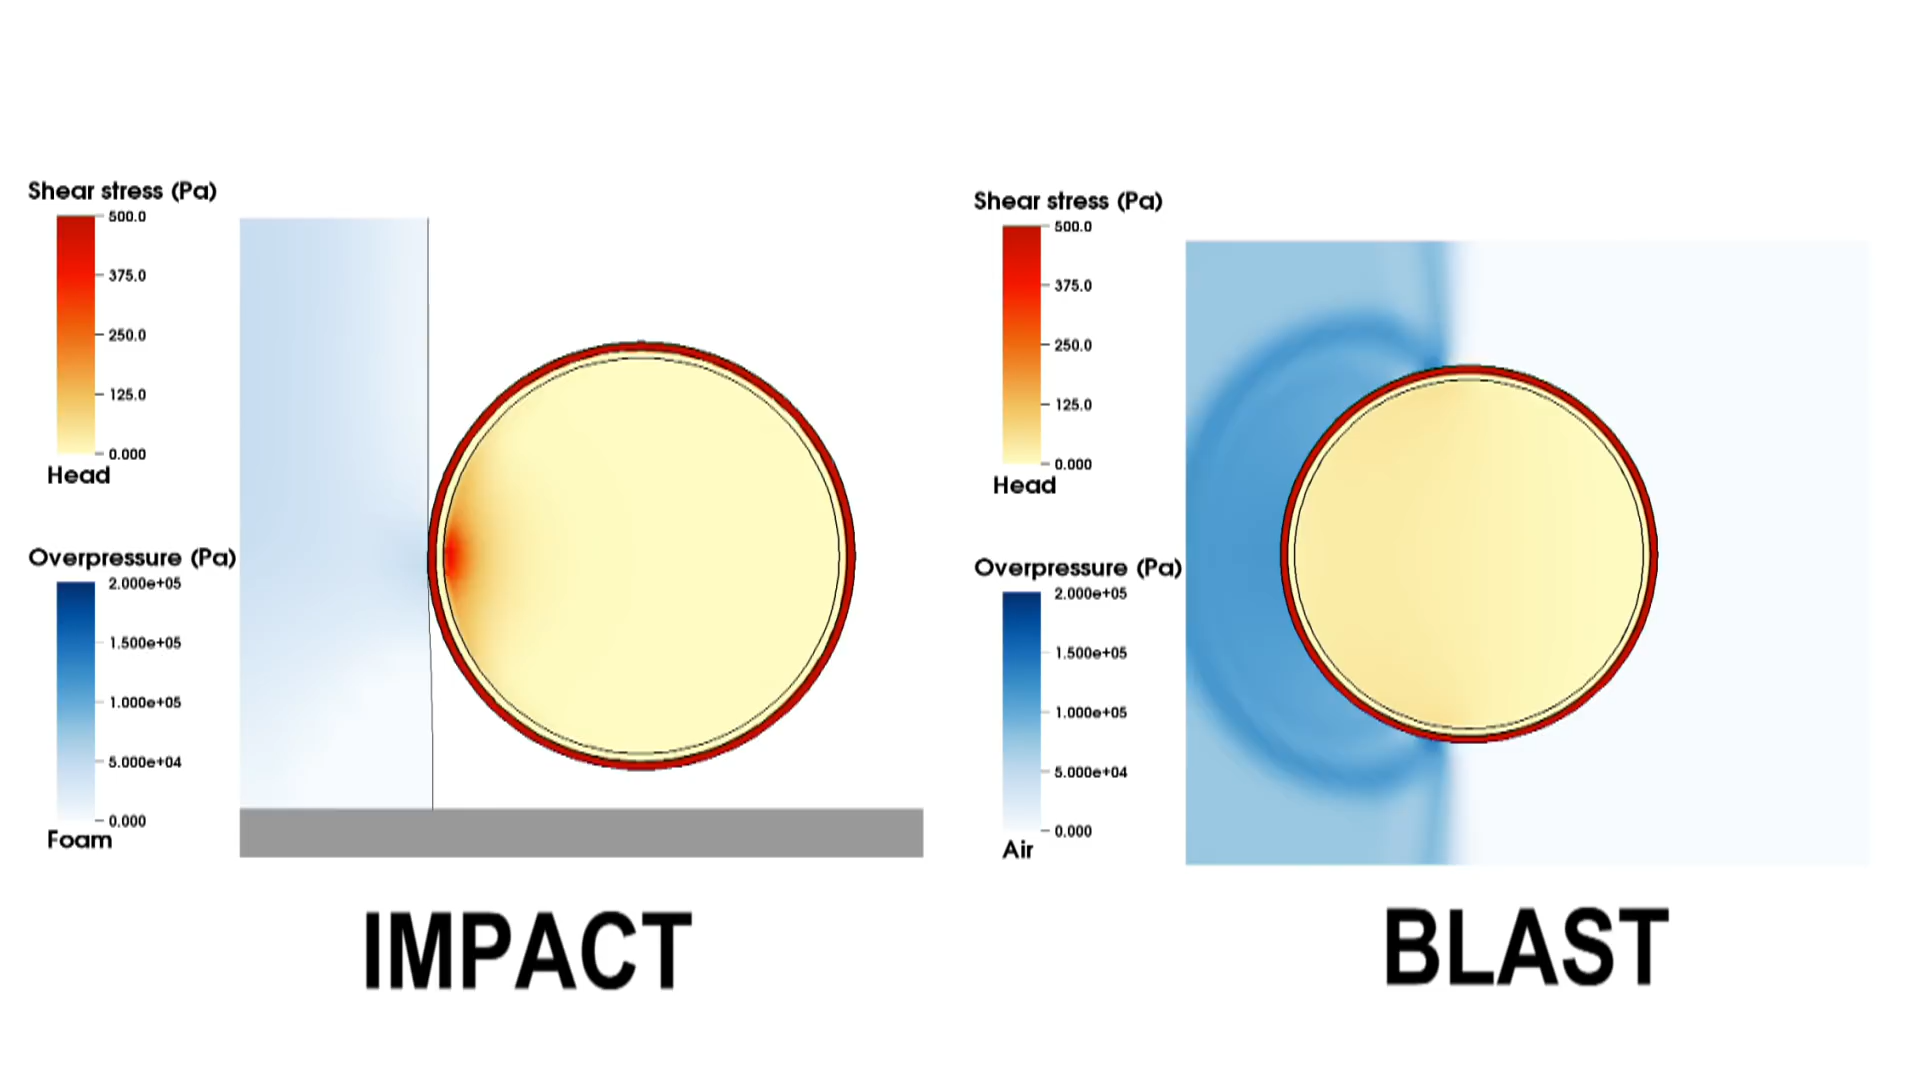 Shear stress (Pa)
500.0
375.0
250.0
125.0
0.000
Head
Overpressure (Pa)
2.000e+05
1.500e+05
1.000e+05
5.000e+04
0.000
Foam
IMPACT
Shear stress (Pa)
500.0
375.0
250.0
125.0
0.000
Head
Overpressure (Pa)
2.000e+05
1.500e+05
1.000e+05
5.000e+04
0.000
Air
BLAST